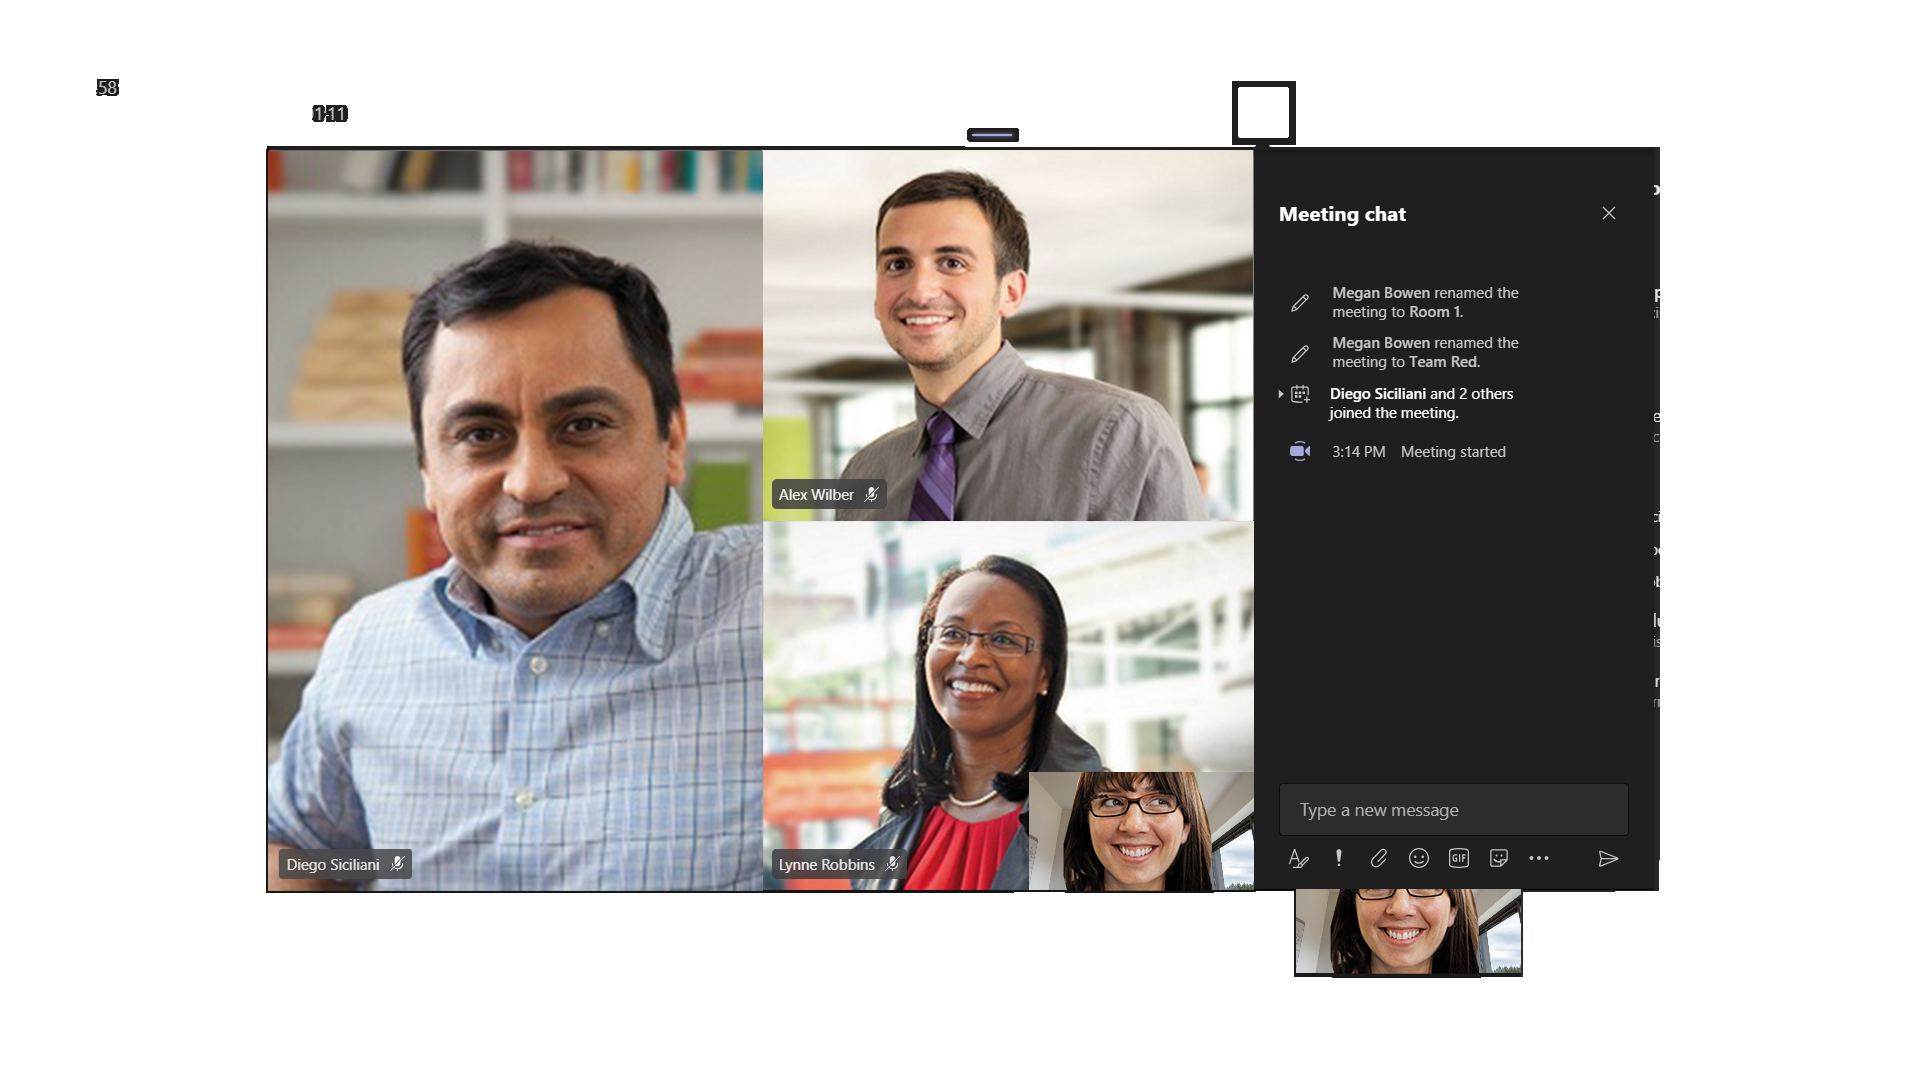 58
1:11
Meeting chat
Megan Bowen renamed the
meeting to Room 1.
Megan Bowen renamed the
meeting to Team Red.
Diego Siciliani and 2 others
joined the meeting.
3:14 PM Meeting started
Alex Wilber
Diego Siciliani
Lynne Robbins
Type a new message
GIF